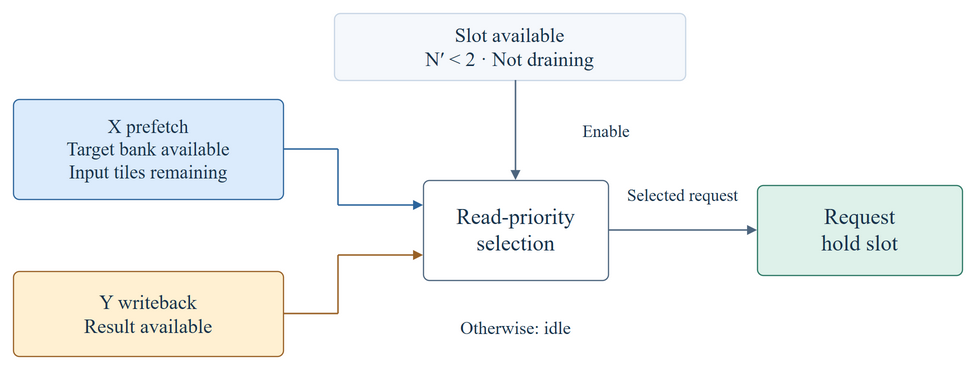 Slot available
N′ < 2 · Not draining
Enable
X prefetch
Target bank available
Input tiles remaining
Read-priority
selection
Selected request
Request
hold slot
Y writeback
Result available
Otherwise: idle